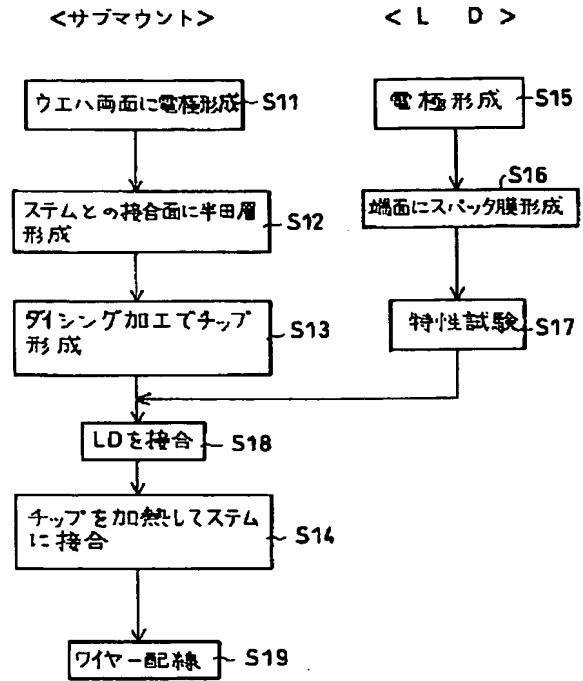 <サブマウント>
< L D >
ウエハ両面に電極形成
S11
電極形成
S15
S16
ステムとの接合面に半田層
形成
S12
端面にスパッタ膜形成
ダイシング加工でチップ
形成
S13
特性試験
S17
LDを接合
S18
チップを加熱してステム
に接合
S14
ワイヤー配線
S19